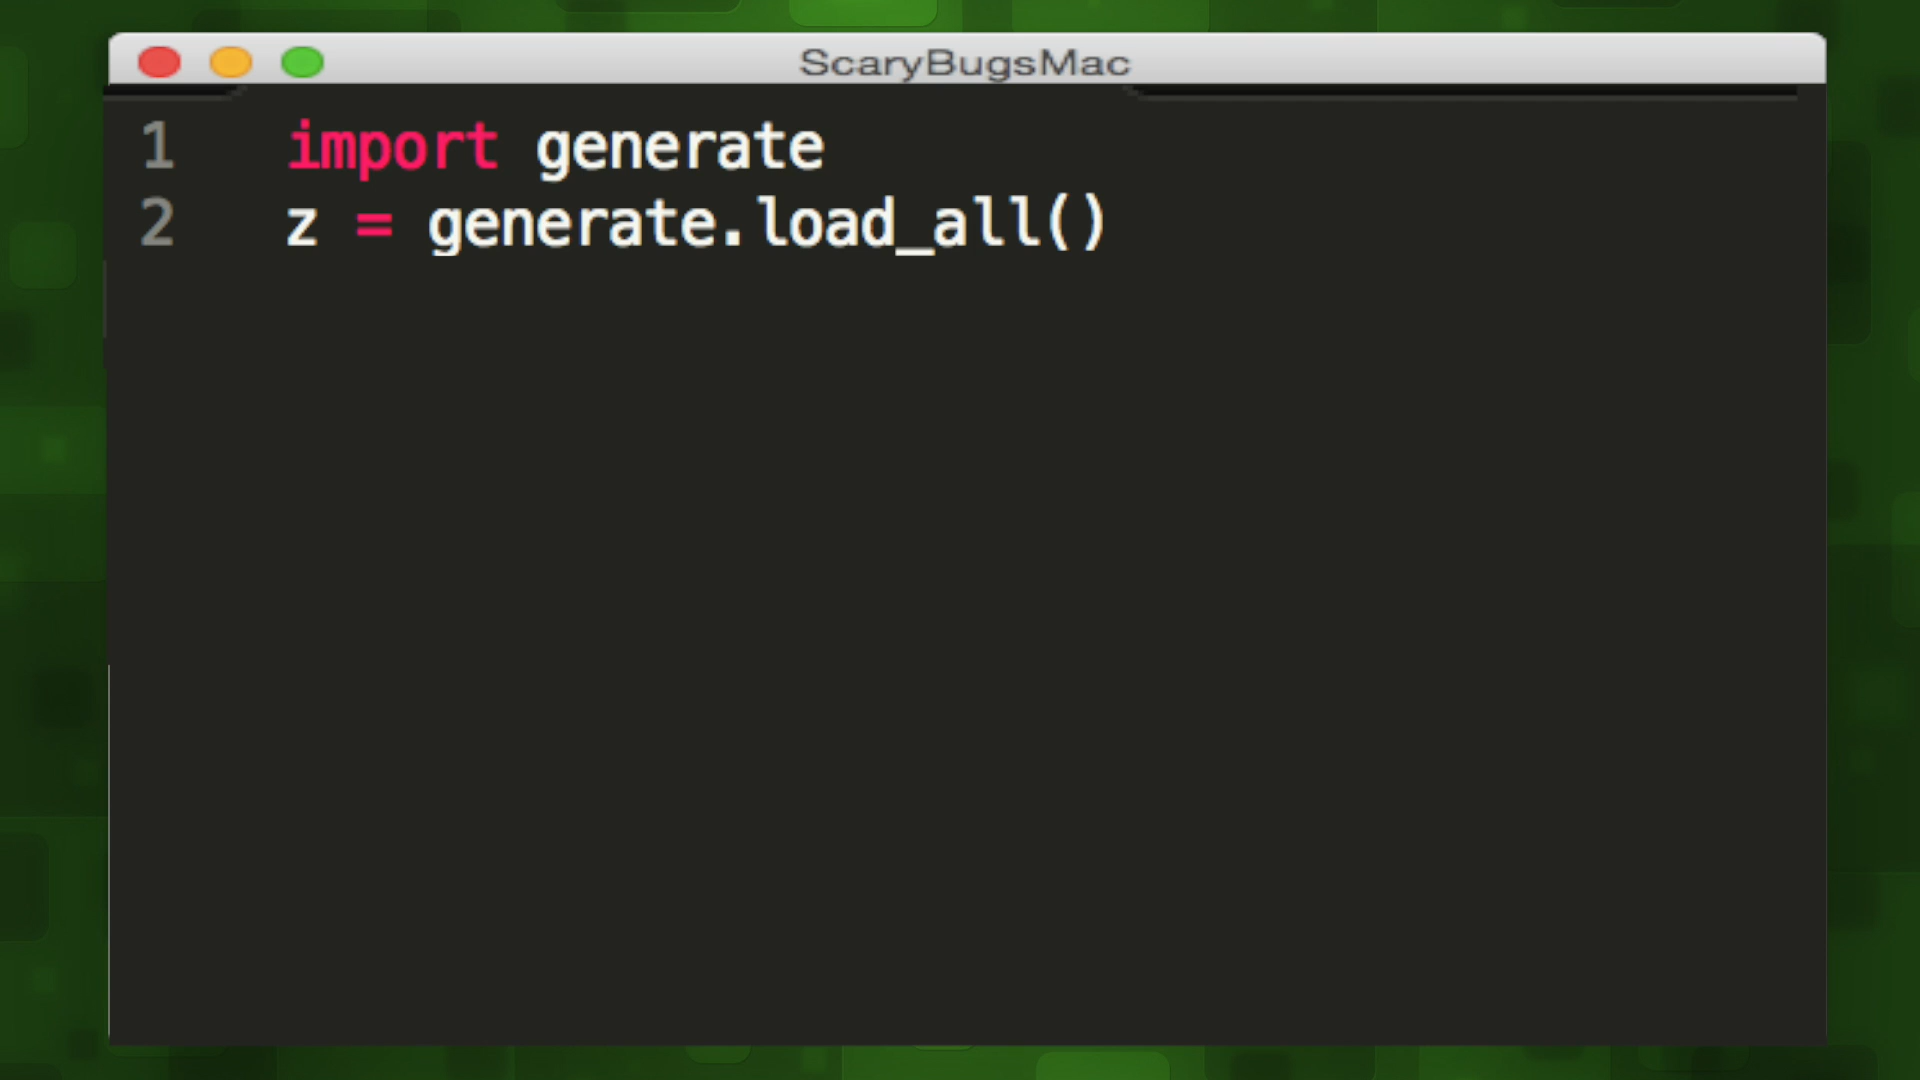 ScaryBugsMac
1 import generate
2 z = generate.load_all()